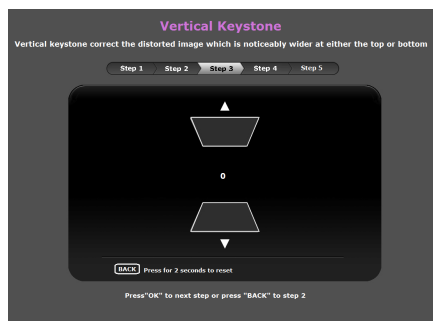 Vertical Keystone
Vertical keystone correct the distorted image which is noticeably wider at either the top or bottom
Step 1 Step 2 Step 3 Step 4 Step 5
0
BACK Press for 2 seconds to reset
Press"OK" to next step or press "BACK" to step 2